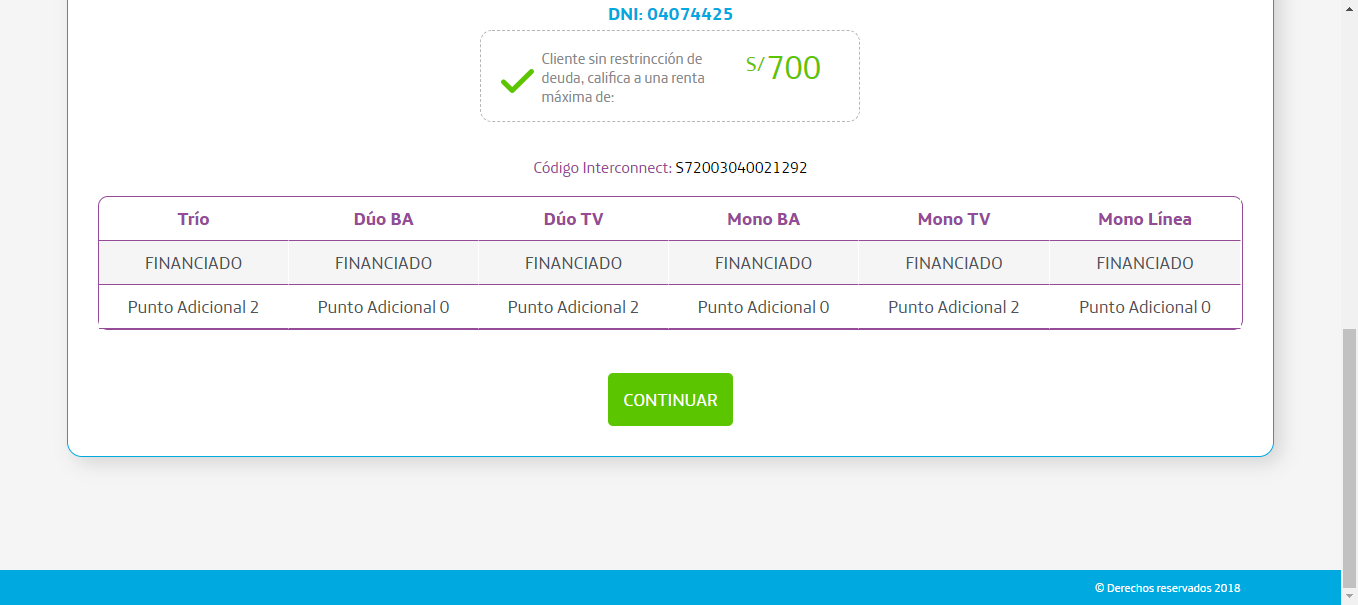 DNI: 04074425
Cliente sin restrincción de
deuda, califica a una renta
máxima de:
S/700
Código Interconnect: S72003040021292
Trío Dúo BA Dúo TV Mono BA Mono TV Mono Línea
FINANCIADO FINANCIADO FINANCIADO FINANCIADO FINANCIADO FINANCIADO
Punto Adicional 2 Punto Adicional 0 Punto Adicional 2 Punto Adicional 0 Punto Adicional 2 Punto Adicional 0
CONTINUAR
© Derechos reservados 2018